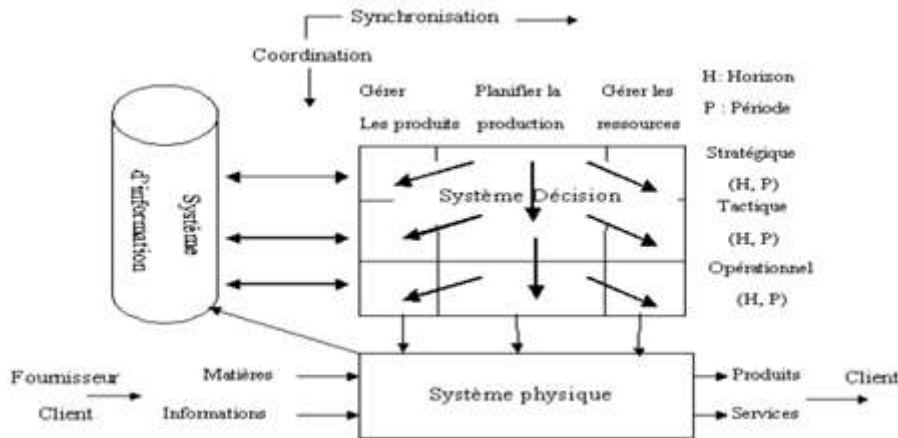 Synchronisation
Coordination
H : Horizon
P : Période
Gérer
Les produits
Planifier la
production
Gérer les
ressources
Système
d'information
Système Décision
Stratégique
(H, P)
Tactique
(H, P)
Opérationnel
(H, P)
Fournisseur
Client
Matières
Informations
Système physique
Produits
Services
Client